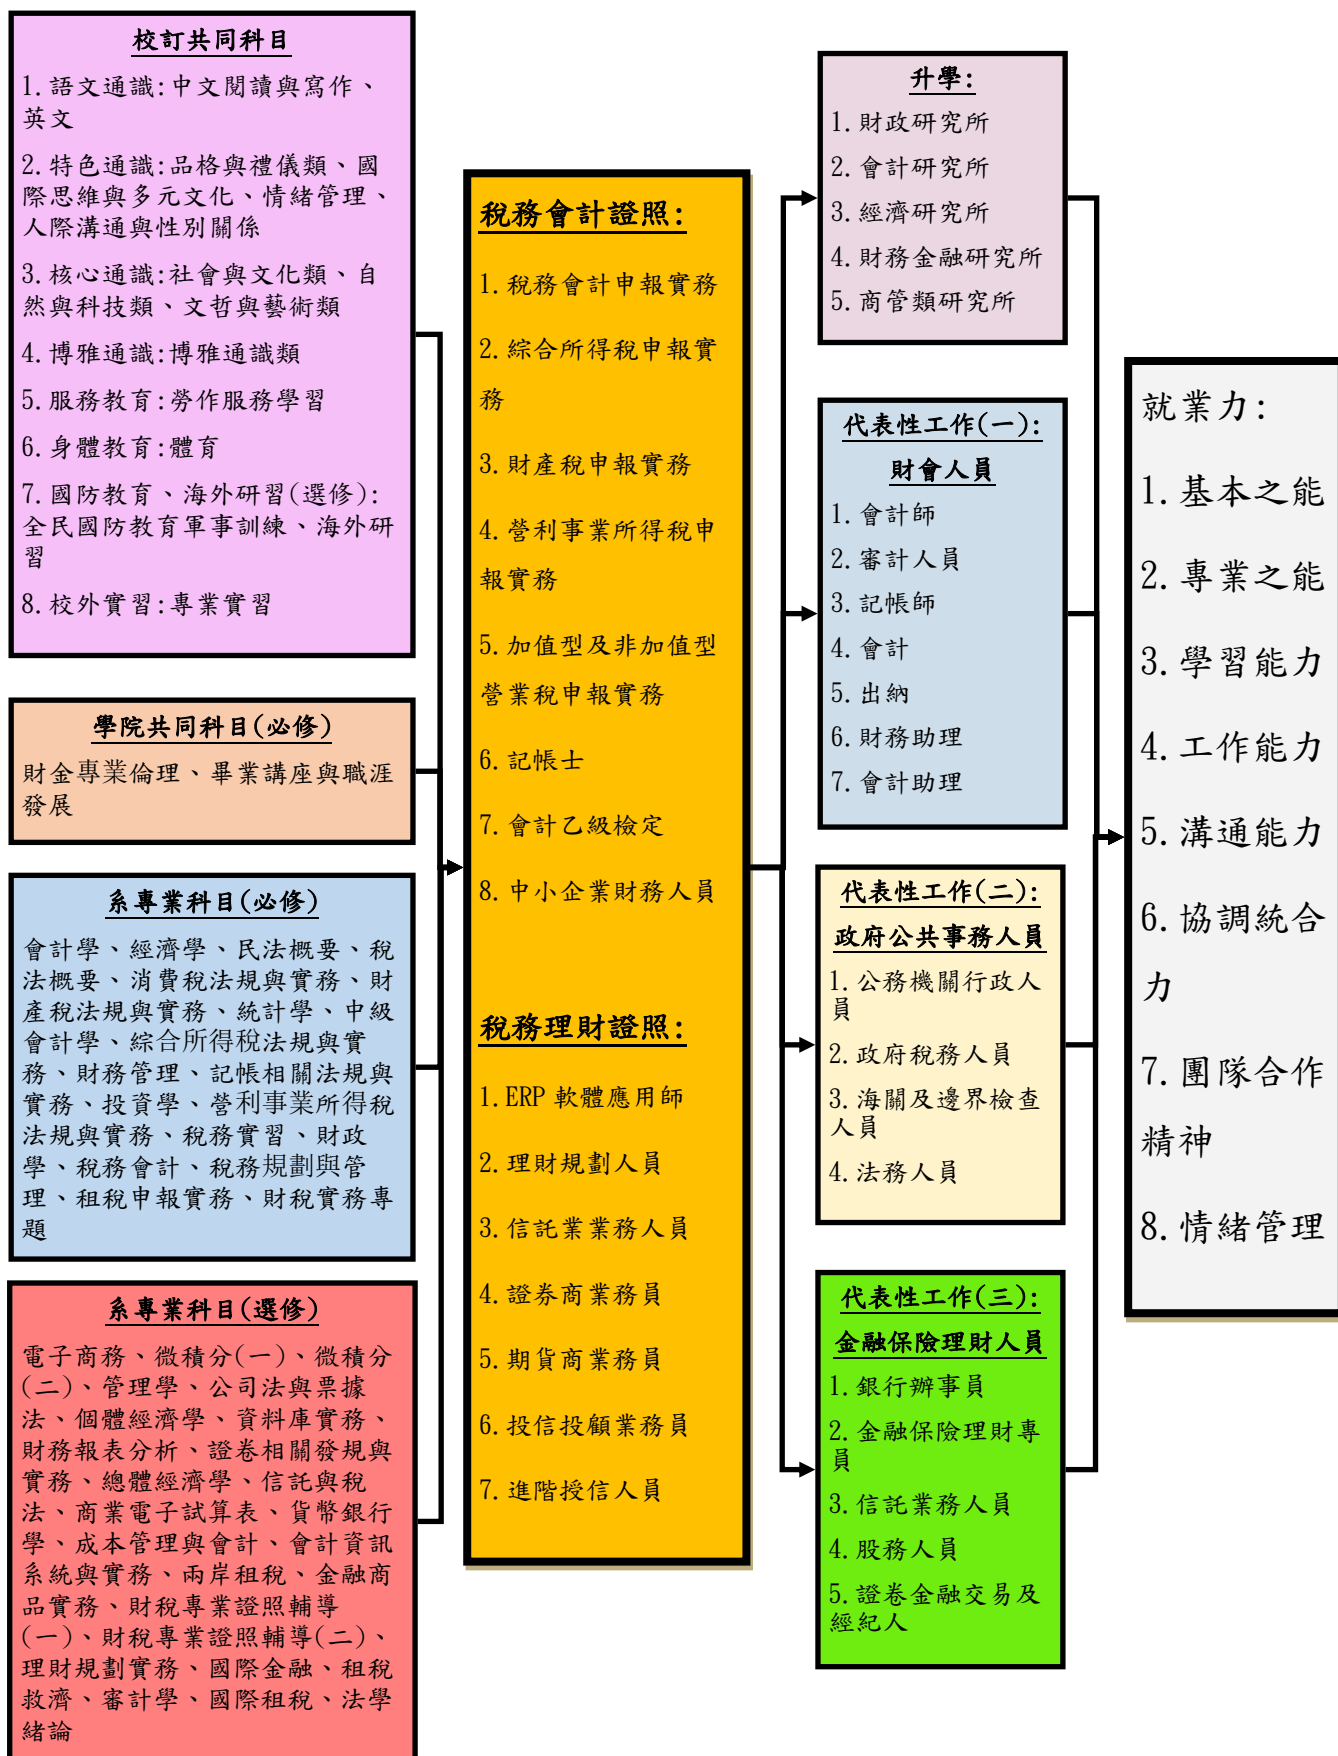 校訂共同科目
1.語文通識:中文閱讀與寫作、
英文
2.特色通識:品格與禮儀類、國
際思維與多元文化、情緒管理、
人際溝通與性別關係
3.核心通識:社會與文化類、自
然與科技類、文哲與藝術類
4.博雅通識:博雅通識類
5.服務教育:勞作服務學習
6.身體教育:體育
7.國防教育、海外研習(選修):
全民國防教育軍事訓練、海外研
習
8.校外實習:專業實習
學院共同科目(必修)
財金專業倫理、畢業講座與職涯
發展
系專業科目(必修)
會計學、經濟學、民法概要、稅
法概要、消費稅法規與實務、財
產稅法規與實務、統計學、中級
會計學、綜合所得稅法規與實
務、財務管理、記帳相關法規與
實務、投資學、營利事業所得稅
法規與實務、稅務實習、財政
學、稅務會計、稅務規劃與管
理、租稅申報實務、財稅實務專
題
系專業科目(選修)
電子商務、微積分(一)、微積分
(二)、管理學、公司法與票據
法、個體經濟學、資料庫實務、
財務報表分析、證卷相關發規與
實務、總體經濟學、信託與稅
法、商業電子試算表、貨幣銀行
學、成本管理與會計、會計資訊
系統與實務、兩岸租稅、金融商
品實務、財稅專業證照輔導
(一)、財稅專業證照輔導(二)、
理財規劃實務、國際金融、租稅
救濟、審計學、國際租稅、法學
緒論
稅務會計證照:
1.稅務會計申報實務
2.綜合所得稅申報實
務
3.財產稅申報實務
4.營利事業所得稅申
報實務
5.加值型及非加值型
營業稅申報實務
6.記帳士
7.會計乙級檢定
8.中小企業財務人員
稅務理財證照:
1.ERP 軟體應用師
2.理財規劃人員
3.信託業業務人員
4.證券商業務員
5.期貨商業務員
6.投信投顧業務員
7.進階授信人員
升學:
1.財政研究所
2.會計研究所
3.經濟研究所
4.財務金融研究所
5.商管類研究所
代表性工作(一):
財會人員
1.會計師
2.審計人員
3.記帳師
4.會計
5.出納
6.財務助理
7.會計助理
代表性工作(二):
政府公共事務人員
1.公務機關行政人
員
2.政府稅務人員
3.海關及邊界檢查
人員
4.法務人員
代表性工作(三):
金融保險理財人員
1.銀行辦事員
2.金融保險理財專
員
3.信託業務人員
4.股務人員
5.證卷金融交易及
經紀人
就業力:
1.基本之能
2.專業之能
3.學習能力
4.工作能力
5.溝通能力
6.協調統合
力
7.團隊合作
精神
8.情緒管理